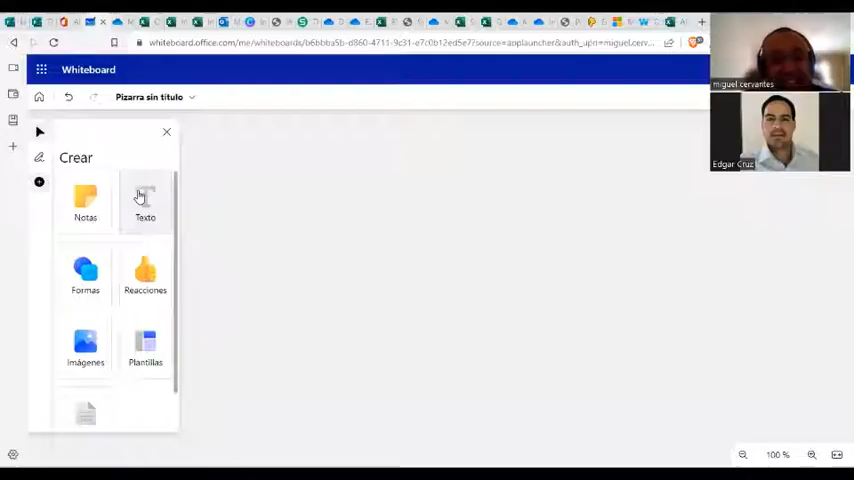 whiteboard.office.com/me/whiteboards/b6bbba5b-d860-4711-9c31-e7c0b12ed5e7?source=applauncher&auth_upn=miguel.cerv...
Whiteboard
Pizarra sin título
miguel cervantes
Edgar Cruz
Crear
Notas
Texto
Formas
Reacciones
Imágenes
Plantillas
100 %